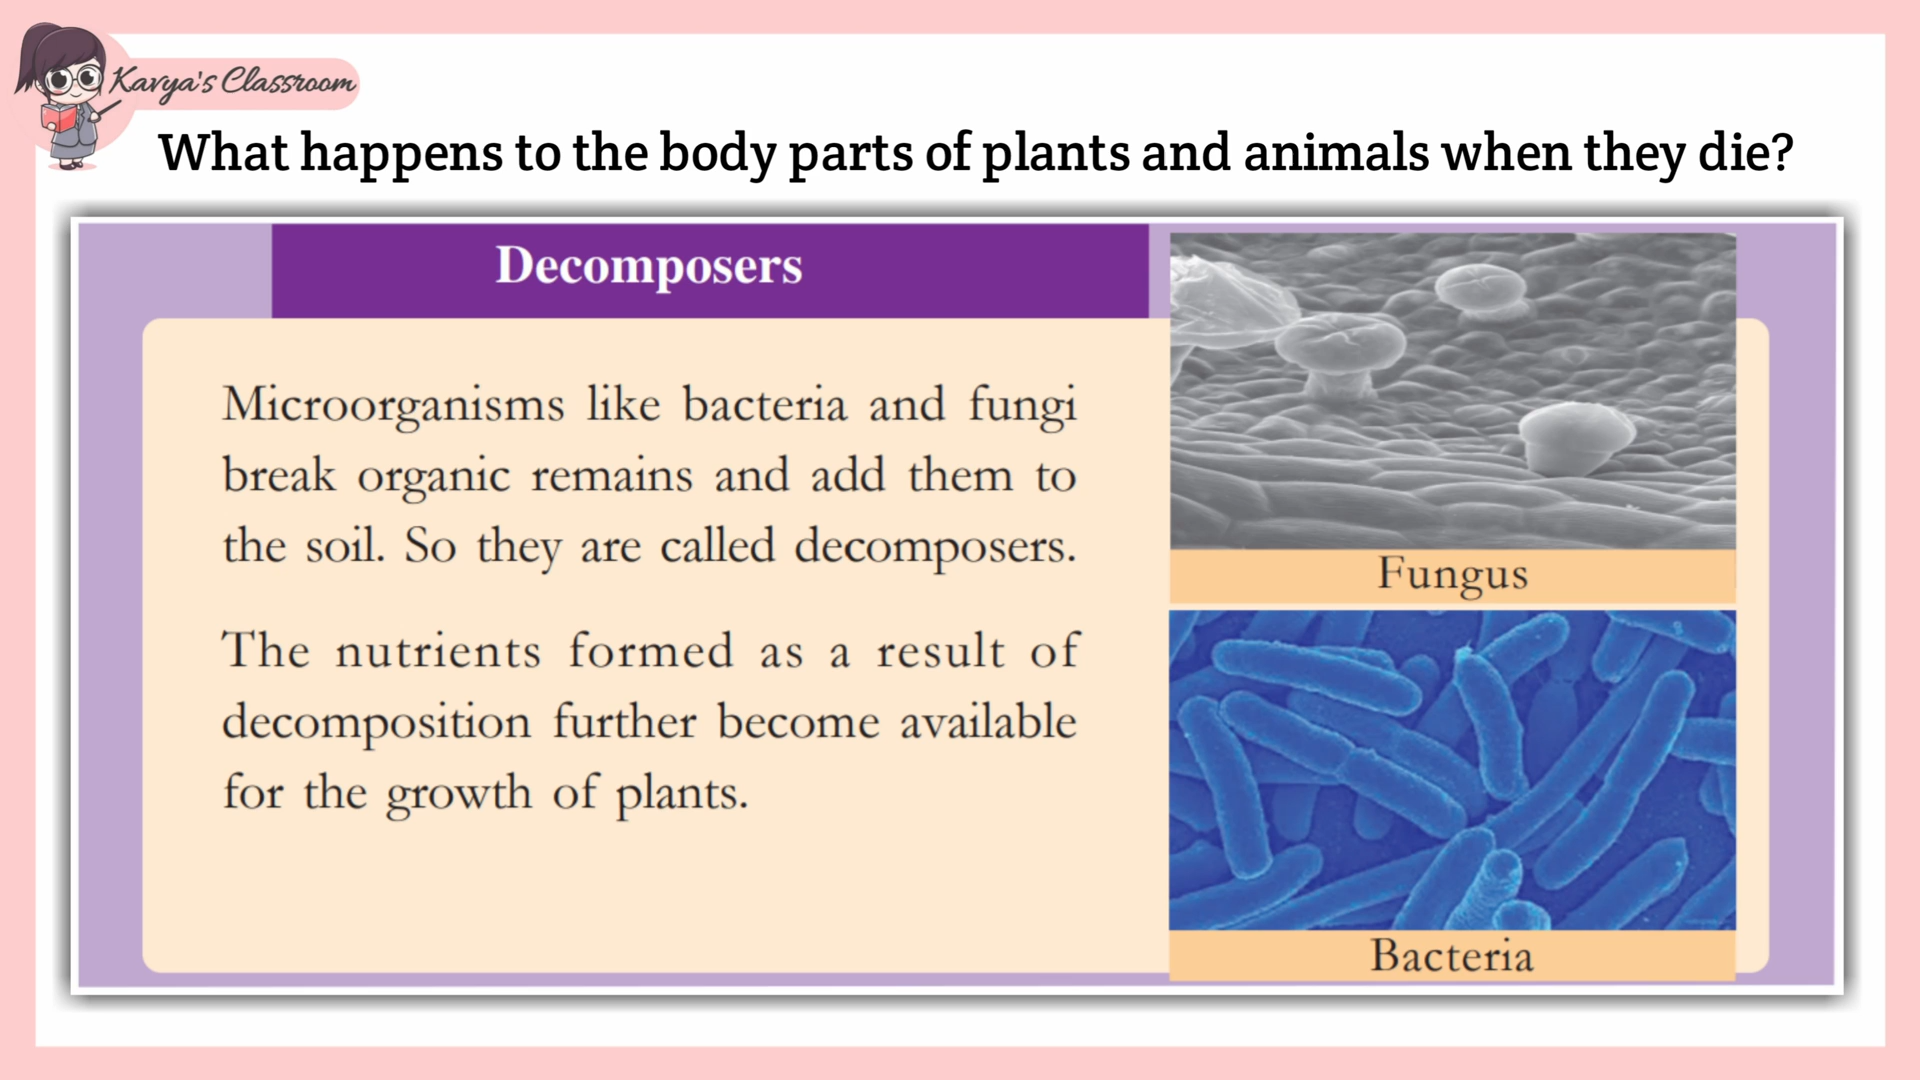 Kavya's Classroom
What happens to the body parts of plants and animals when they die?
Decomposers
Microorganisms like bacteria and fungi
break organic remains and add them to
the soil. So they are called decomposers.
The nutrients formed as a result of
decomposition further become available
for the growth of plants.
Fungus
Bacteria